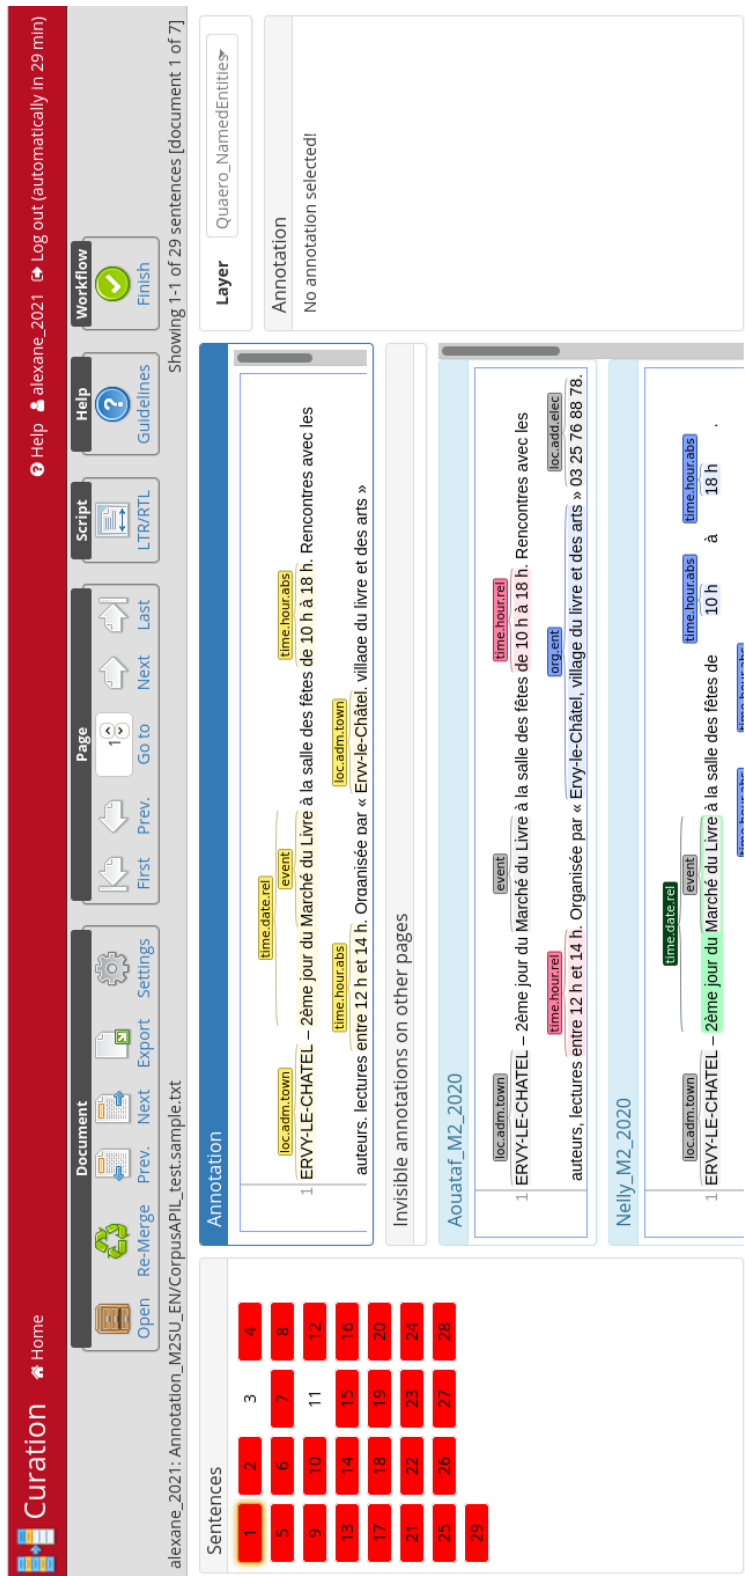 Curation Home Help alexane_2021 Log out (automatically in 29 min)
Document Page Script Help Workflow
Open Re-Merge Prev. Next Export Settings First Prev. 1 Go to Next Last LTR/RTL Guidelines Finish
alexane_2021: Annotation_M2SU_EN/CorpusAPIL_test.sample.txt Showing 1-1 of 29 sentences [document 1 of 7]
Sentences
1 2 3 4
5 6 7 8
9 10 11 12
13 14 15 16
17 18 19 20
21 22 23 24
25 26 27 28
29
Annotation
time.date.rel
loc.adm.town event time.hour.abs
1 ERVY-LE-CHATEL – 2ème jour du Marché du Livre à la salle des fêtes de 10 h à 18 h. Rencontres avec les
time.hour.abs loc.adm.town
auteurs, lectures entre 12 h et 14 h. Organisée par « Ervy-le-Châtel, village du livre et des arts »
Invisible annotations on other pages
Aouataf_M2_2020
loc.adm.town event time.hour.rel
1 ERVY-LE-CHATEL – 2ème jour du Marché du Livre à la salle des fêtes de 10 h à 18 h. Rencontres avec les
time.hour.rel org.ent loc.add.elec
auteurs, lectures entre 12 h et 14 h. Organisée par « Ervy-le-Châtel, village du livre et des arts » 03 25 76 88 78.
Nelly_M2_2020
time.date.rel
loc.adm.town event time.hour.abs time.hour.abs
1 ERVY-LE-CHATEL – 2ème jour du Marché du Livre à la salle des fêtes de 10 h à 18 h .
time.hour.abs time.hour.abs
Layer Quaero_NamedEntities
Annotation
No annotation selected!